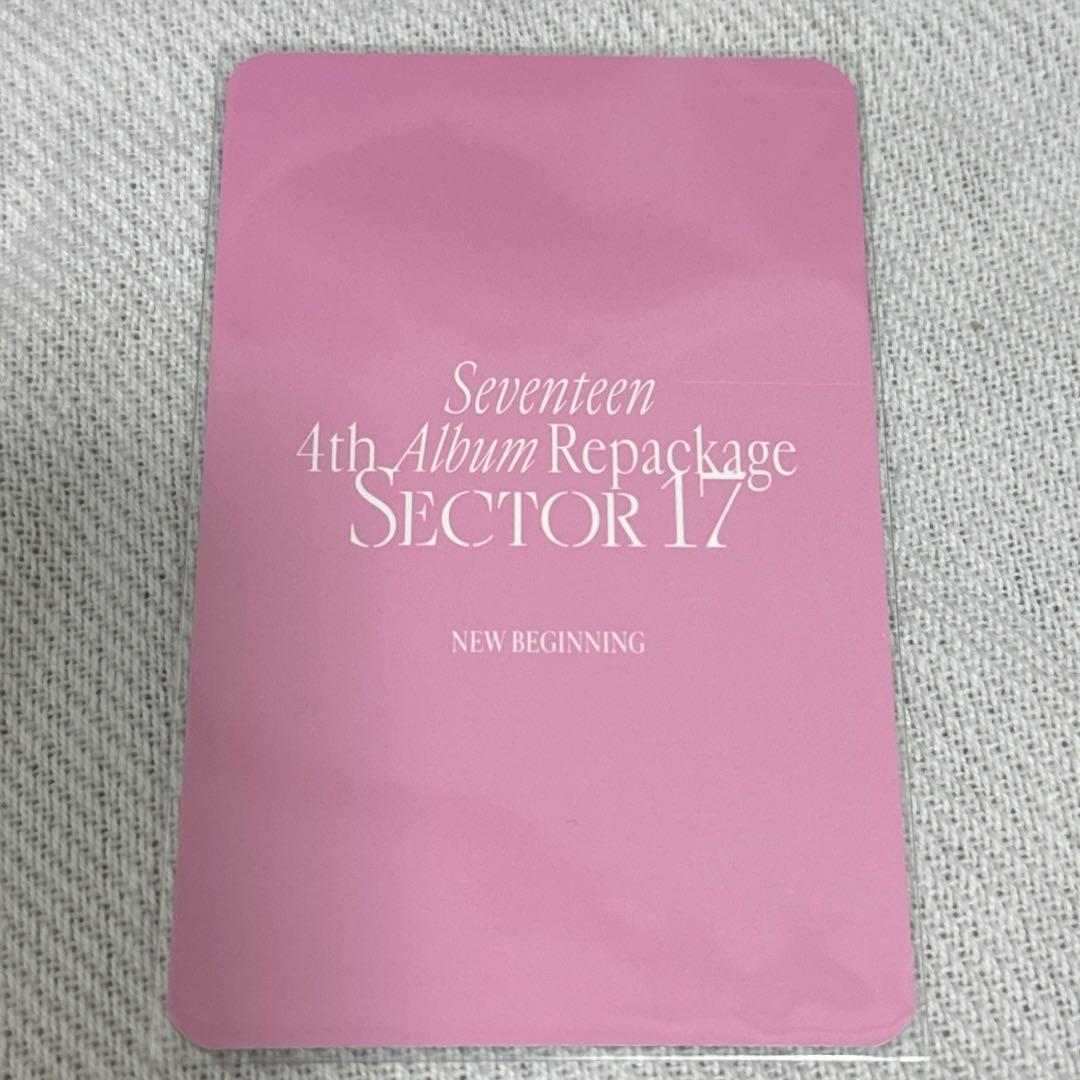 Seventeen
4th Album Repackage
SECTOR 17
NEW BEGINNING